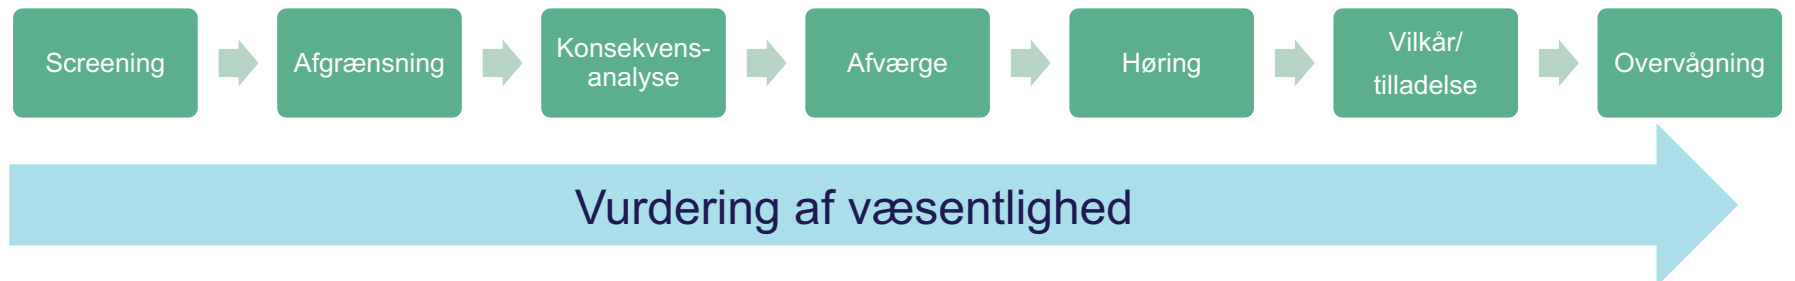 Screening
Afgrænsning
Konsekvens-
analyse
Afværge
Høring
Vilkår/
tilladelse
Overvågning
Vurdering af væsentlighed